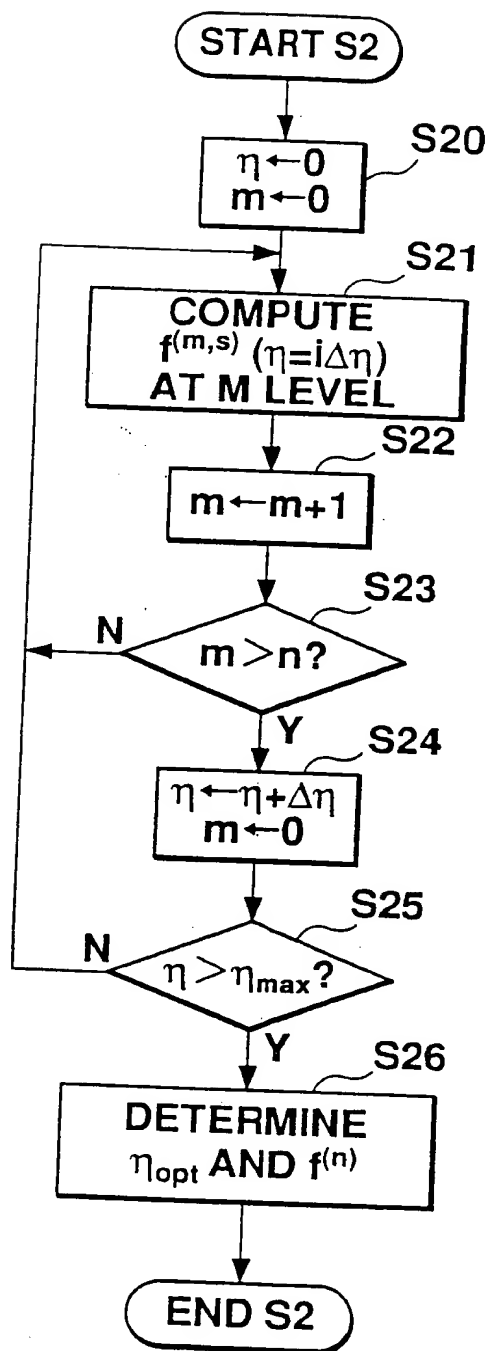 START S2
S20
η←0
m←0
S21
COMPUTE
f(m,s) (η=iΔη)
AT M LEVEL
S22
m←m+1
S23
N
m>n?
Y
S24
η←η+Δη
m←0
S25
N
η>ηmax?
Y
S26
DETERMINE
ηopt AND f(n)
END S2